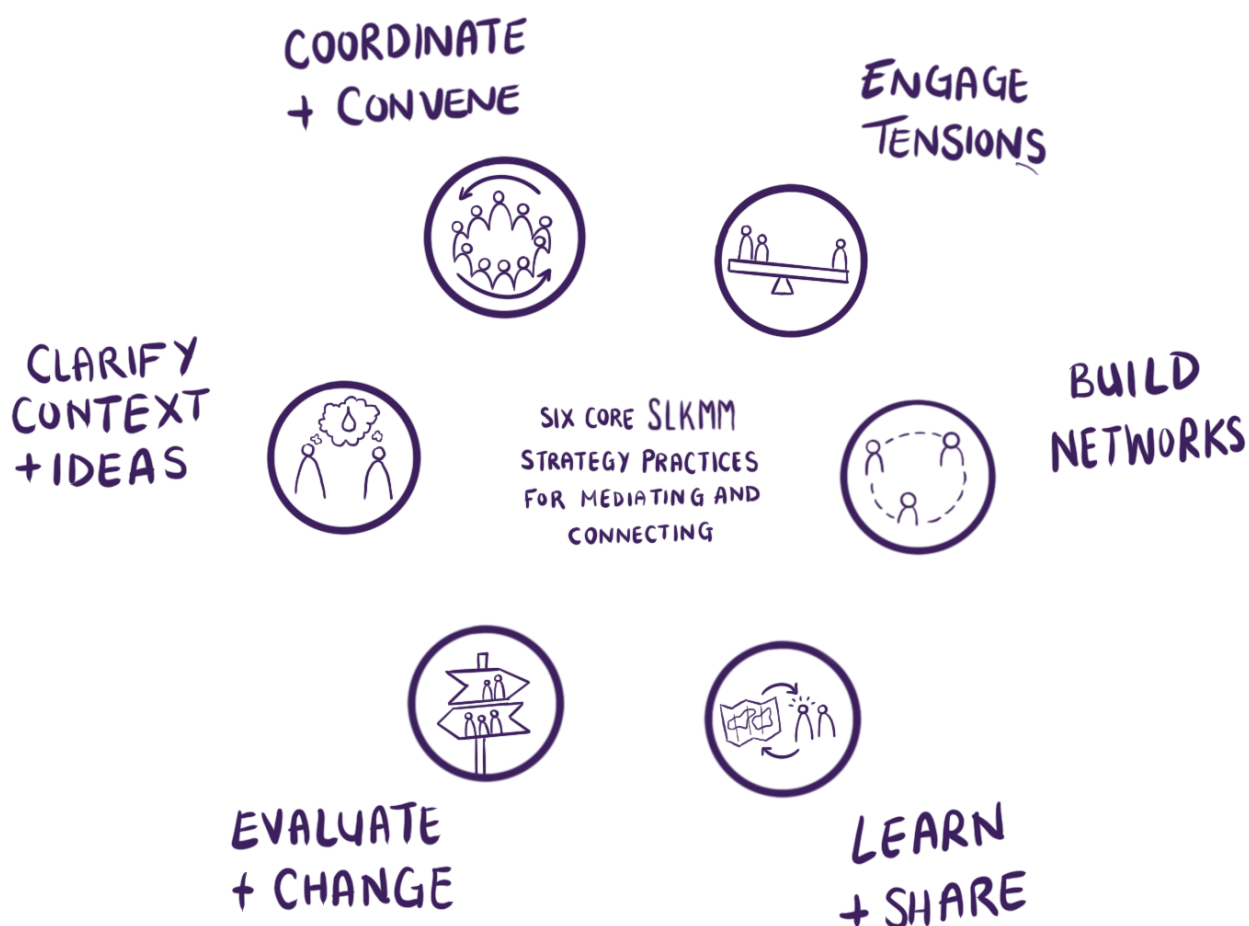 COORDINATE
+ CONVENE
ENGAGE
TENSIONS
CLARIFY
CONTEXT
+ IDEAS
SIX CORE SLKMM
STRATEGY PRACTICES
FOR MEDIATING AND
CONNECTING
BUILD
NETWORKS
EVALUATE
+ CHANGE
LEARN
+ SHARE